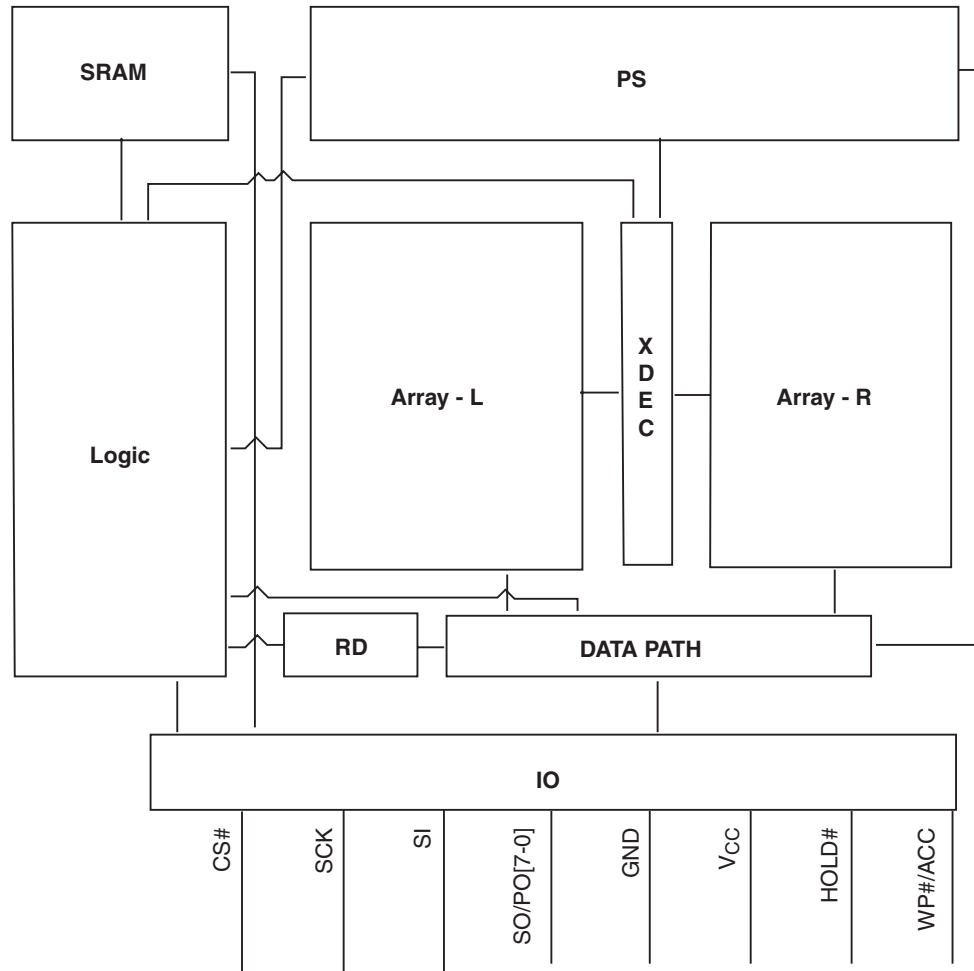 SRAM
PS
Logic
Array - L
X
D
E
C
Array - R
RD
DATA PATH
IO
CS#
SCK
SI
SO/PO[7-0]
GND
VCC
HOLD#
WP#/ACC